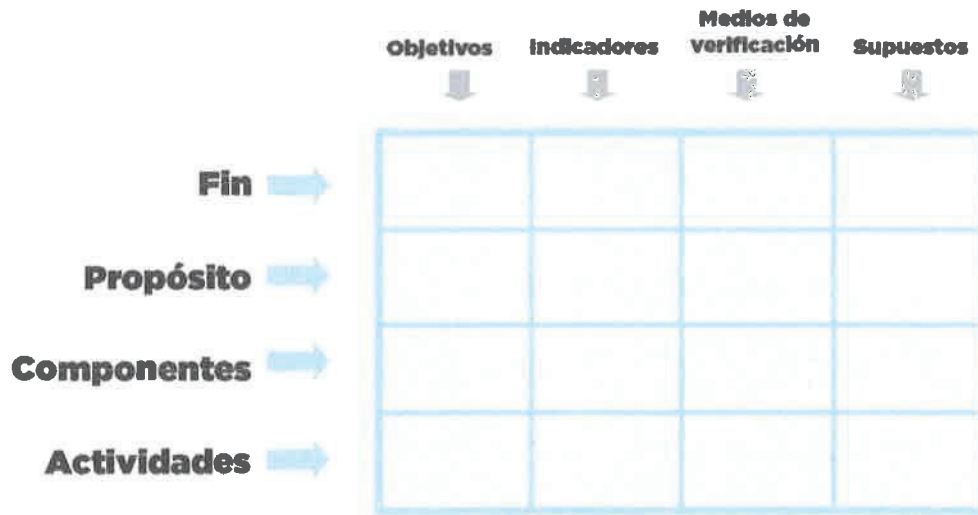 Objetivos
Indicadores
Medios de
verificación
Supuestos
Fin
Propósito
Componentes
Actividades